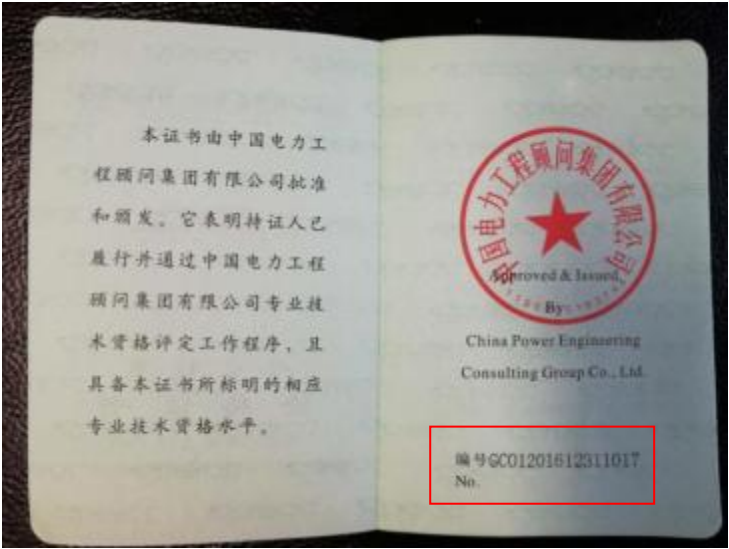 本证书由中国电力工
程顾问集团有限公司批准
和颁发。它表明持证人已
履行并通过中国电力工程
顾问集团有限公司专业技
术资格评定工作程序，且
具备本证书所标明的相应
专业技术资格水平。
中国电力工程顾问集团有限公司
Approved & Issued
By
China Power Engineering
Consulting Group Co., Ltd.
编号GC01201612311017
No.